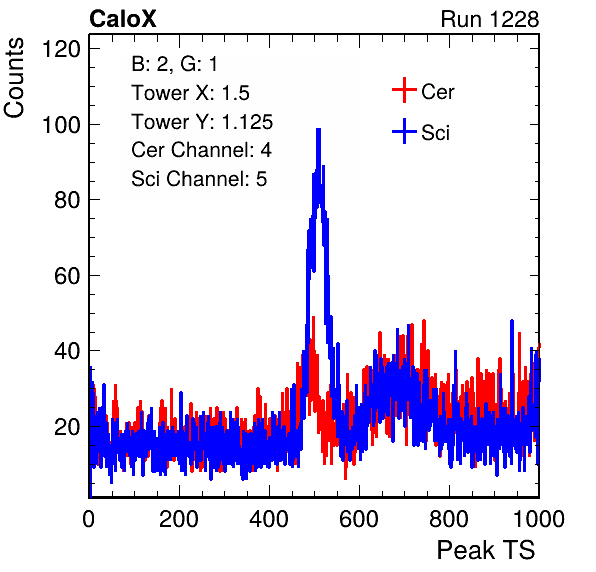 CaloX Run 1228
Counts
120
100
80
60
40
20
B: 2, G: 1
Tower X: 1.5
Tower Y: 1.125
Cer Channel: 4
Sci Channel: 5
Cer
Sci
0 200 400 600 800 1000
Peak TS